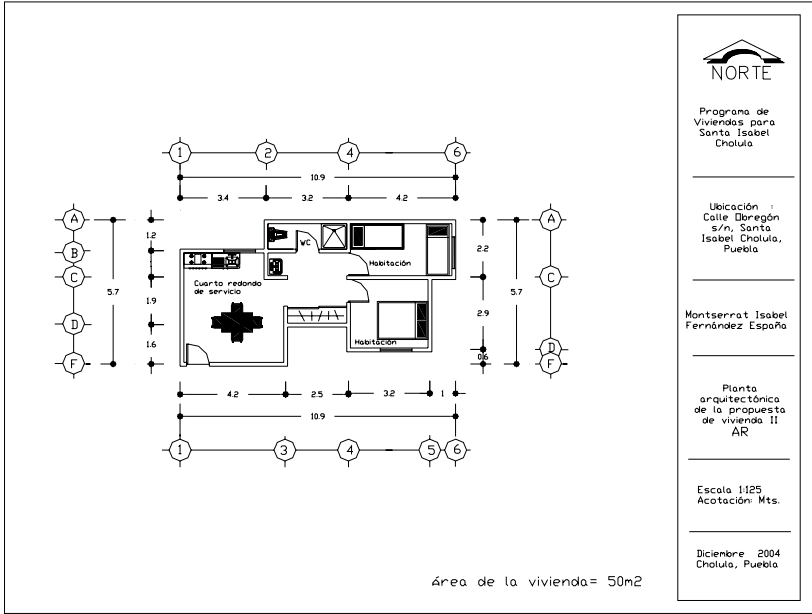 1
2
4
6
10.9
3.4
3.2
4.2
A
B
C
D
F
5.7
1.2
1
1.9
1.6
WC
Habitación
Cuarto redondo
de servicio
Habitación
2.2
2.9
0.6
5.7
A
C
D
F
4.2
2.5
3.2
1
10.9
1
3
4
5
6
área de la vivienda= 50m2
NORTE
Programa de
Viviendas para
Santa Isabel
Cholula
Ubicación :
Calle Obregón
s/n, Santa
Isabel Cholula,
Puebla
Montserrat Isabel
Fernández España
Planta
arquitectónica
de la propuesta
de vivienda II
AR
Escala 1:125
Acotación: Mts.
Diciembre 2004
Cholula, Puebla